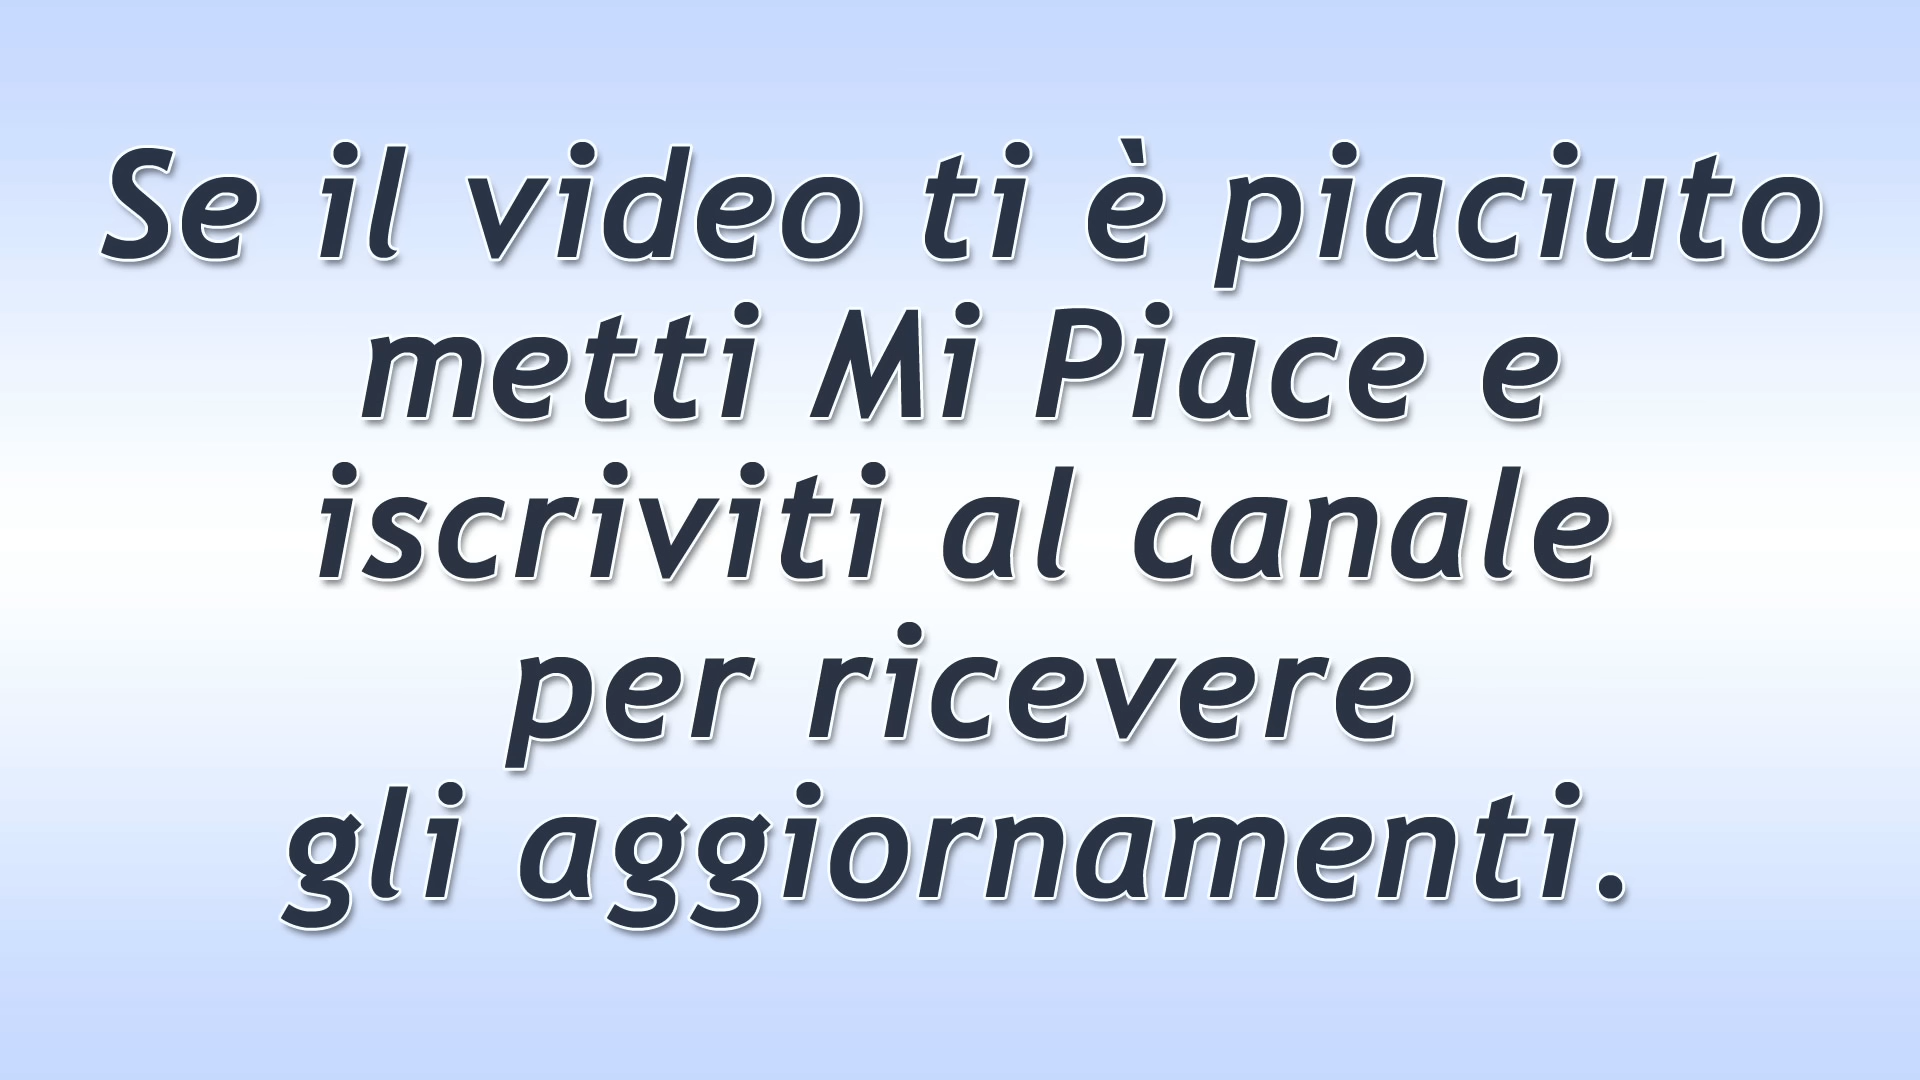 Se il video ti è piaciuto
metti Mi Piace e
iscriviti al canale
per ricevere
gli aggiornamenti.